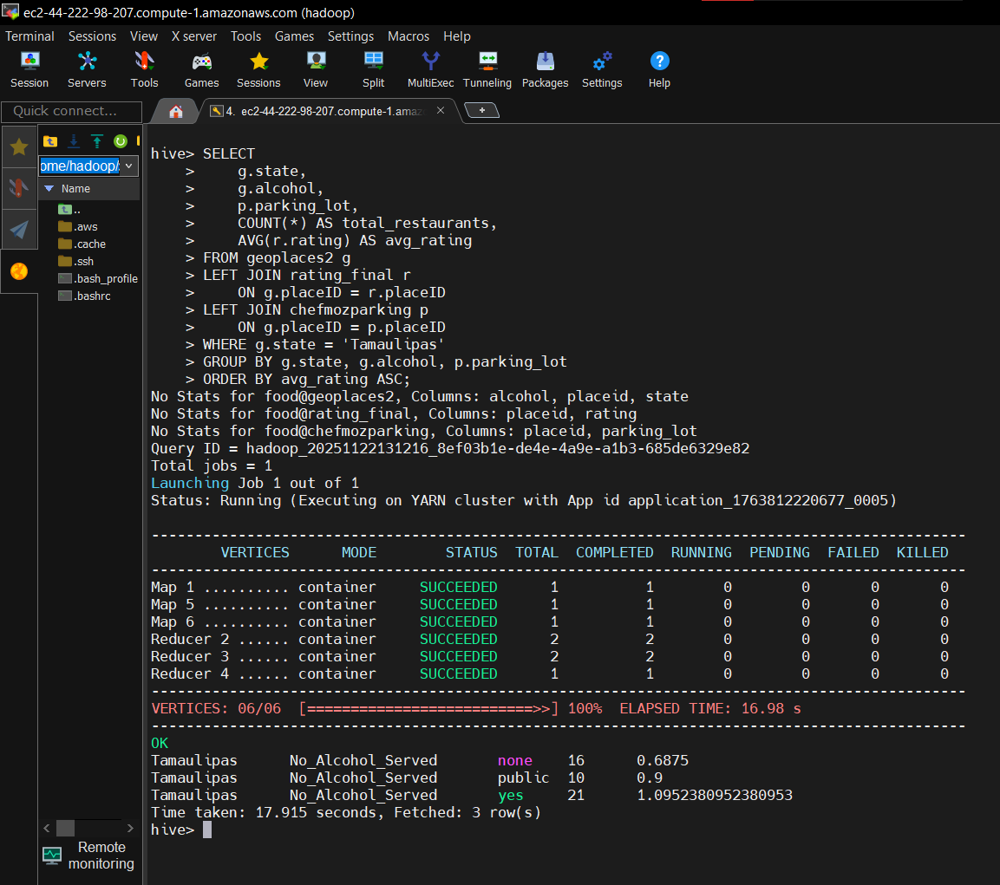 ec2-44-222-98-207.compute-1.amazonaws.com (hadoop)
Terminal Sessions View X server Tools Games Settings Macros Help
Session Servers Tools Games Sessions View Split MultiExec Tunneling Packages Settings Help
Quick connect...
4. ec2-44-222-98-207.compute-1.amaz
ome/hadoop/
Name
..
.aws
.cache
.ssh
.bash_profile
.bashrc
Remote
monitoring
hive> SELECT
    >     g.state,
    >     g.alcohol,
    >     p.parking_lot,
    >     COUNT(*) AS total_restaurants,
    >     AVG(r.rating) AS avg_rating
    > FROM geoplaces2 g
    > LEFT JOIN rating_final r
    >     ON g.placeID = r.placeID
    > LEFT JOIN chefmozparking p
    >     ON g.placeID = p.placeID
    > WHERE g.state = 'Tamaulipas'
    > GROUP BY g.state, g.alcohol, p.parking_lot
    > ORDER BY avg_rating ASC;
No Stats for food@geoplaces2, Columns: alcohol, placeid, state
No Stats for food@rating_final, Columns: placeid, rating
No Stats for food@chefmozparking, Columns: placeid, parking_lot
Query ID = hadoop_20251122131216_8ef03b1e-de4e-4a9e-a1b3-685de6329e82
Total jobs = 1
Launching Job 1 out of 1
Status: Running (Executing on YARN cluster with App id application_1763812220677_0005)
----------------------------------------------------------------------------------------------
        VERTICES      MODE        STATUS  TOTAL  COMPLETED  RUNNING  PENDING  FAILED  KILLED
----------------------------------------------------------------------------------------------
Map 1 .......... container     SUCCEEDED      1          1        0        0       0       0
Map 5 .......... container     SUCCEEDED      1          1        0        0       0       0
Map 6 .......... container     SUCCEEDED      1          1        0        0       0       0
Reducer 2 ...... container     SUCCEEDED      2          2        0        0       0       0
Reducer 3 ...... container     SUCCEEDED      2          2        0        0       0       0
Reducer 4 ...... container     SUCCEEDED      1          1        0        0       0       0
----------------------------------------------------------------------------------------------
VERTICES: 06/06  [==========================>>] 100%  ELAPSED TIME: 16.98 s
----------------------------------------------------------------------------------------------
OK
Tamaulipas      No_Alcohol_Served       none    16      0.6875
Tamaulipas      No_Alcohol_Served       public  10      0.9
Tamaulipas      No_Alcohol_Served       yes     21      1.0952380952380953
Time taken: 17.915 seconds, Fetched: 3 row(s)
hive>